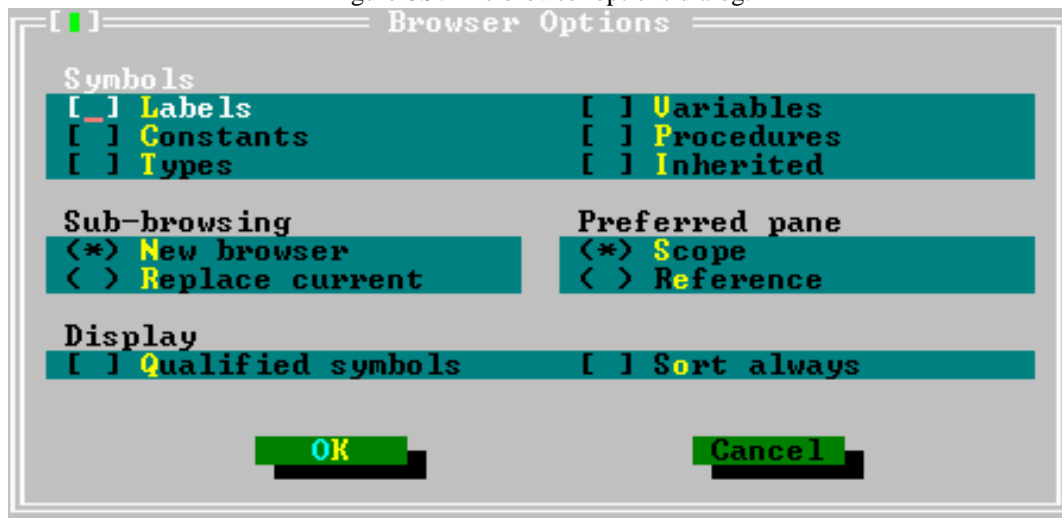 Browser Options
Symbols
[_] Labels [ ] Variables
[ ] Constants [ ] Procedures
[ ] Types [ ] Inherited
Sub-browsing Preferred pane
(*) New browser (*) Scope
( ) Replace current ( ) Reference
Display
[ ] Qualified symbols [ ] Sort always
OK Cancel